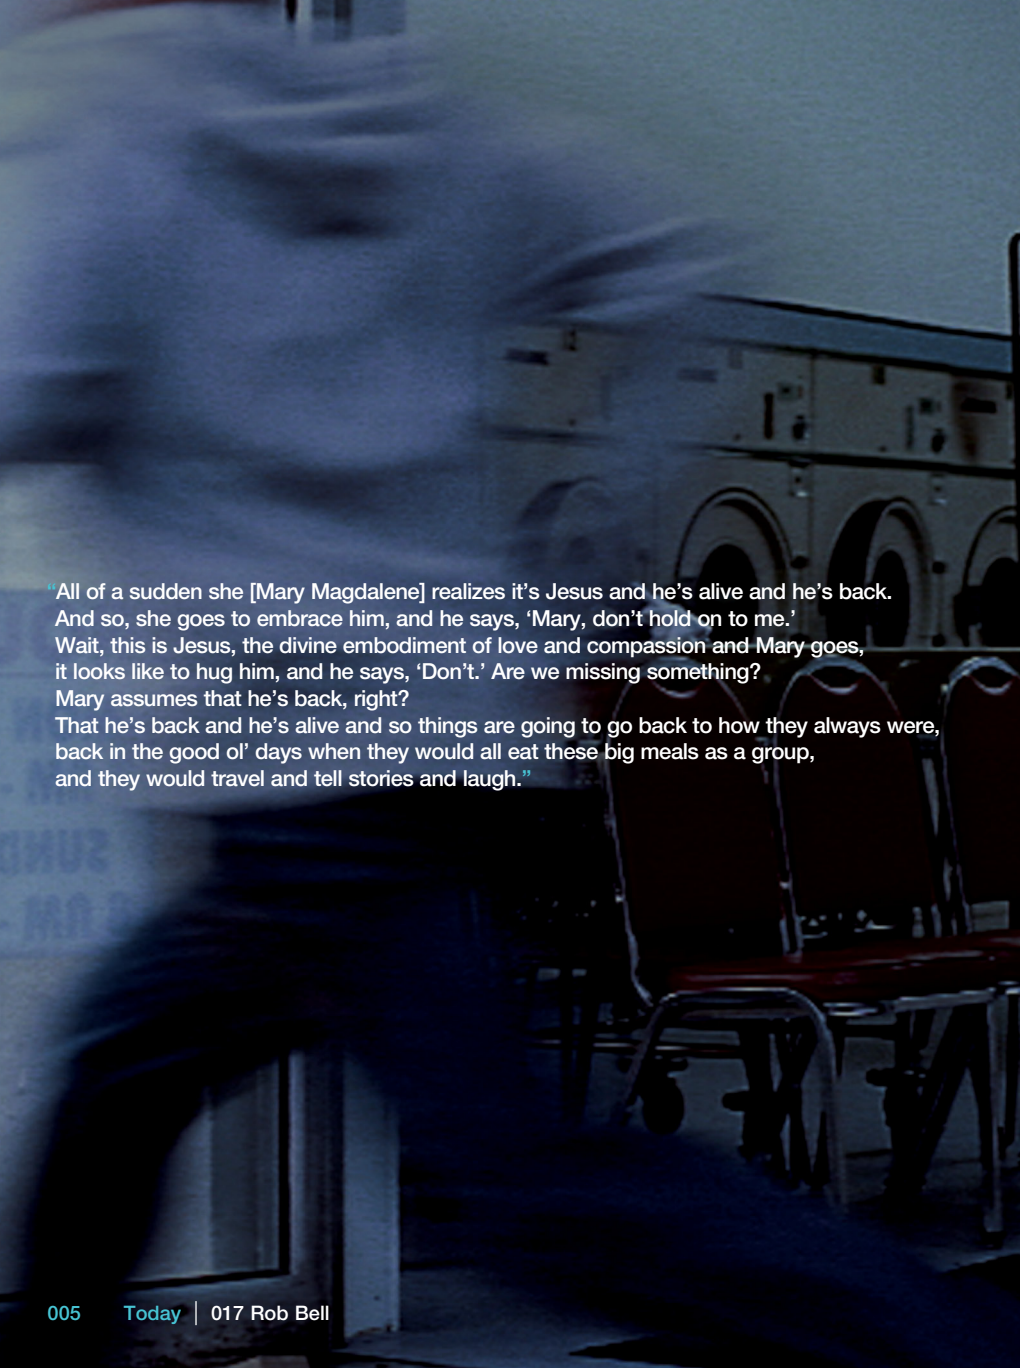 “All of a sudden she [Mary Magdalene] realizes it’s Jesus and he’s alive and he’s back.
And so, she goes to embrace him, and he says, ‘Mary, don’t hold on to me.’
Wait, this is Jesus, the divine embodiment of love and compassion and Mary goes,
it looks like to hug him, and he says, ‘Don’t.’ Are we missing something?
Mary assumes that he’s back, right?
That he’s back and he’s alive and so things are going to go back to how they always were,
back in the good ol’ days when they would all eat these big meals as a group,
and they would travel and tell stories and laugh.”
SUND
AM -
005 Today | 017 Rob Bell